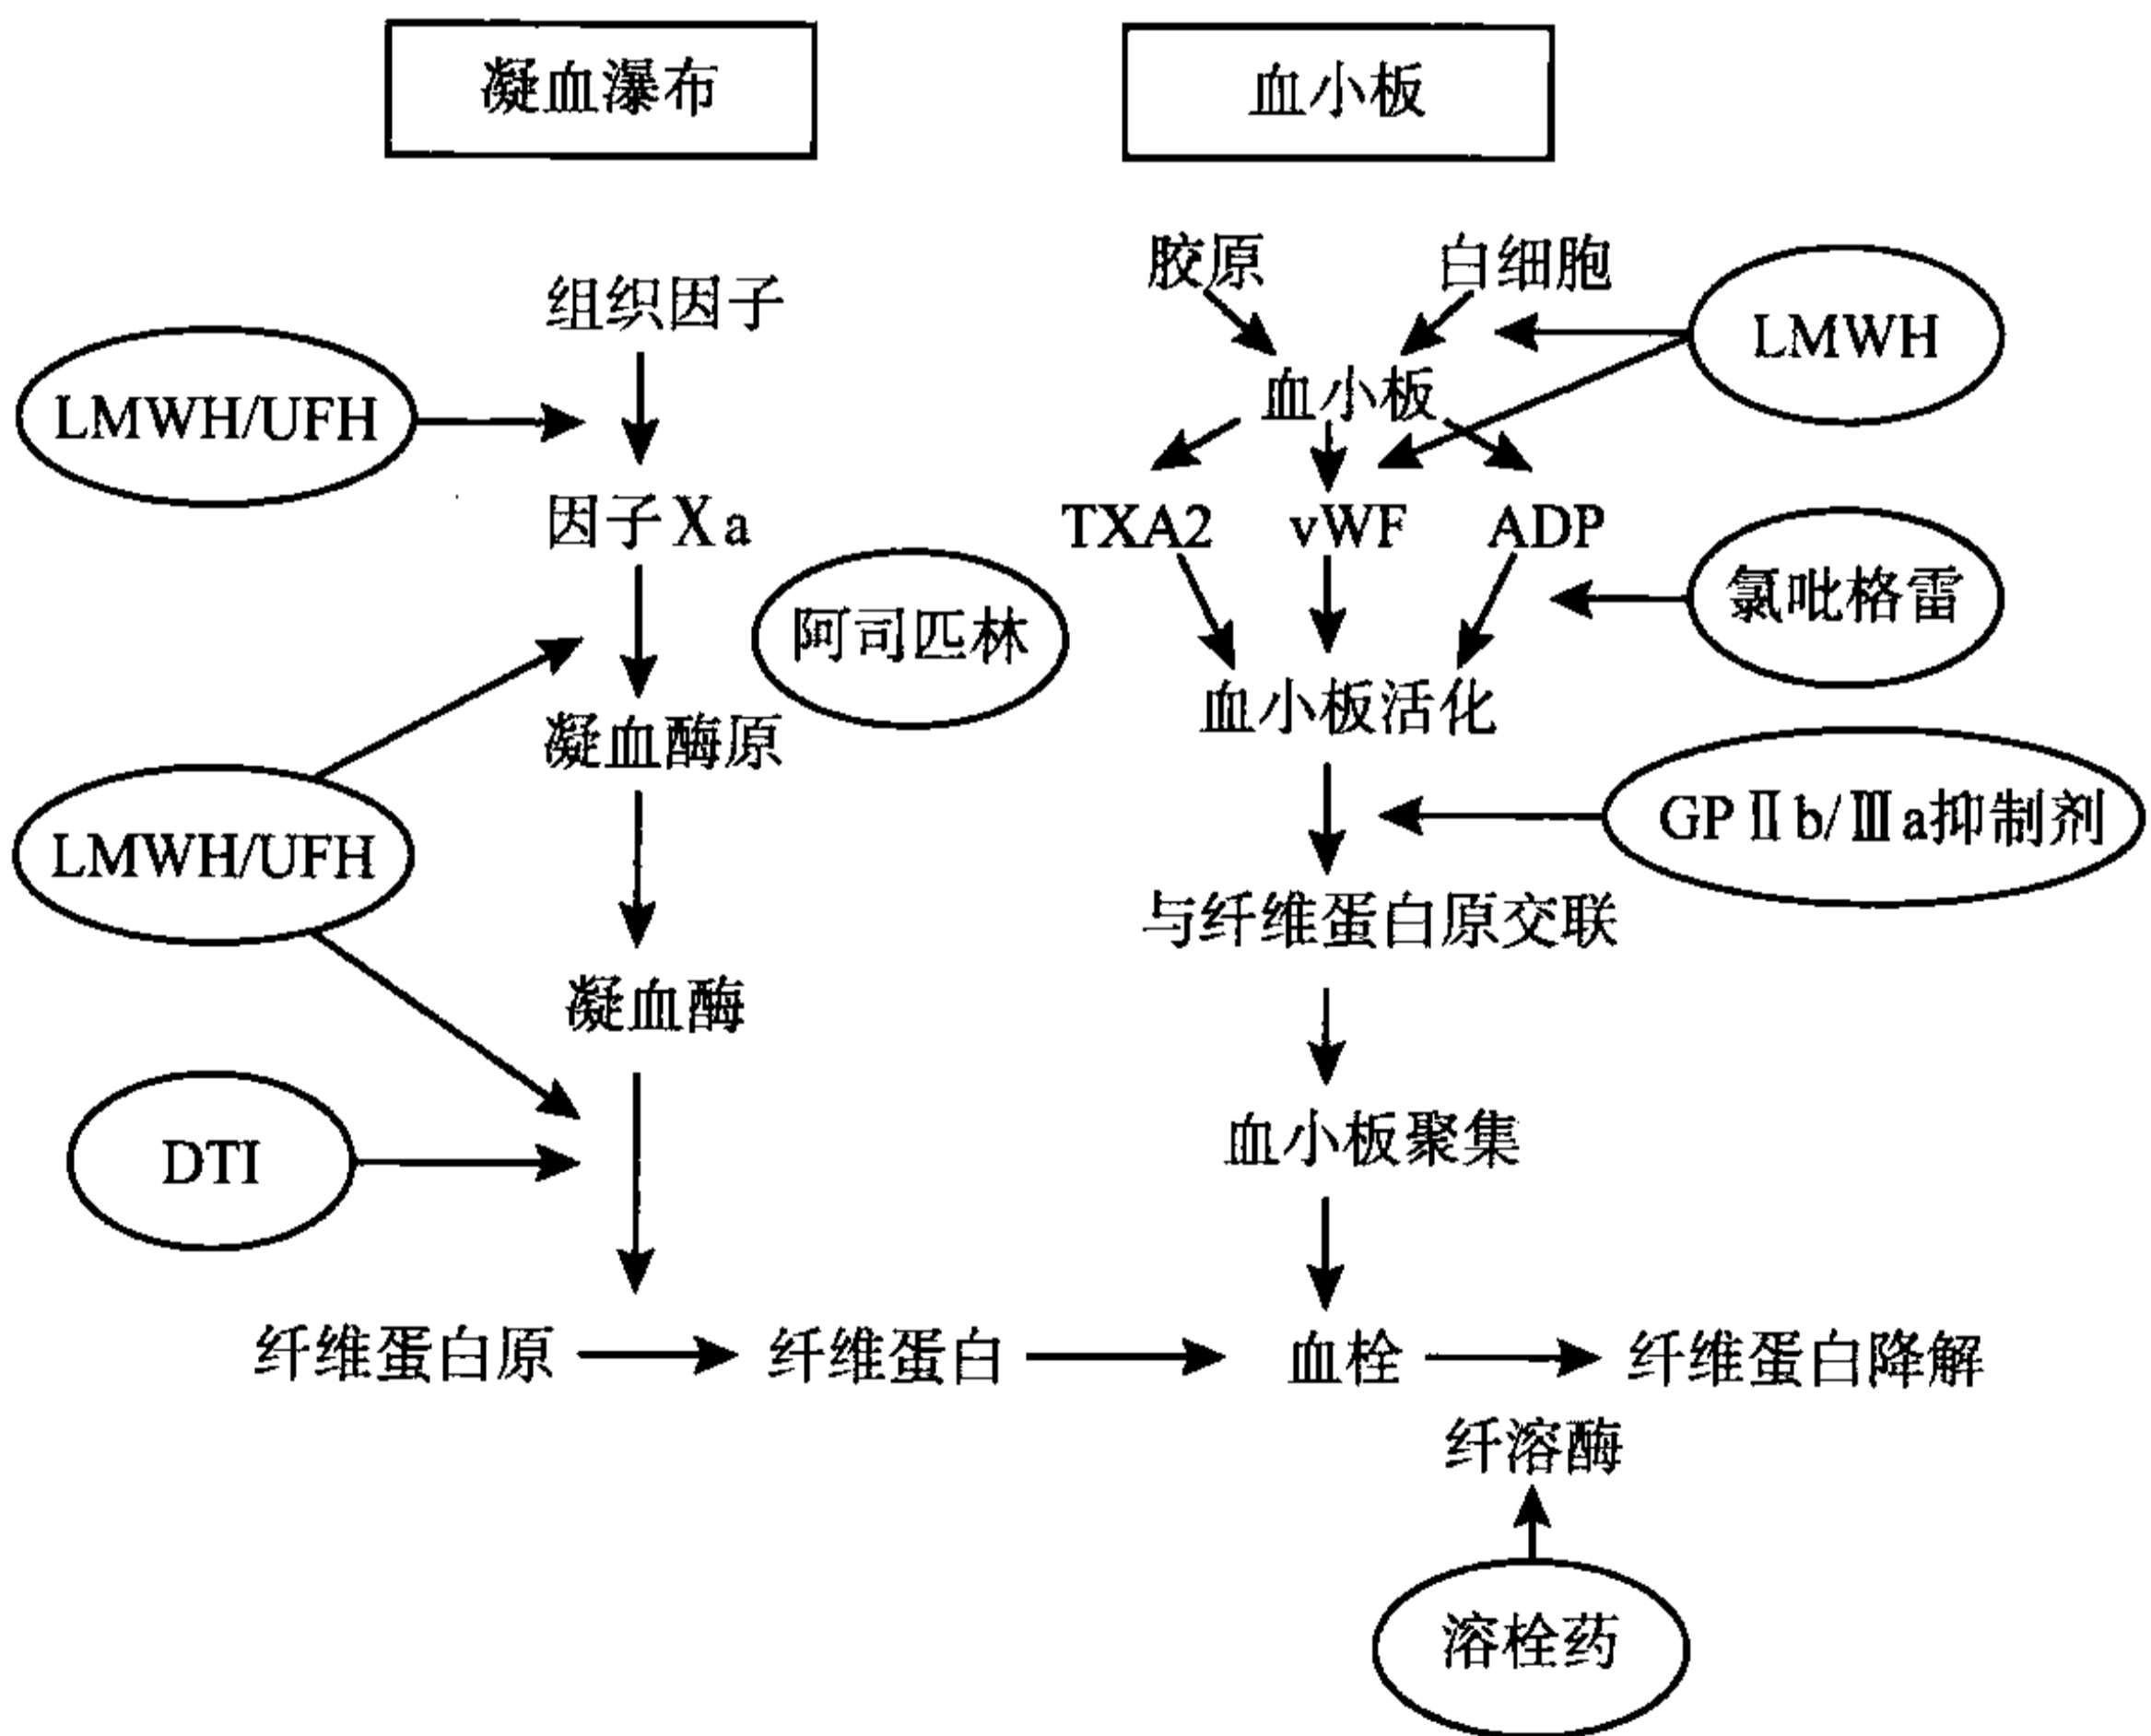 凝血瀑布
血小板
组织因子
胶原
白细胞
LMWH
LMWH/UFH
血小板
因子Ⅹa
TXA2
vWF
ADP
阿司匹林
氯吡格雷
凝血酶原
血小板活化
GPⅡb/Ⅲa抑制剂
LMWH/UFH
与纤维蛋白原交联
凝血酶
DTI
血小板聚集
纤维蛋白原
纤维蛋白
血栓
纤维蛋白降解
纤溶酶
溶栓药